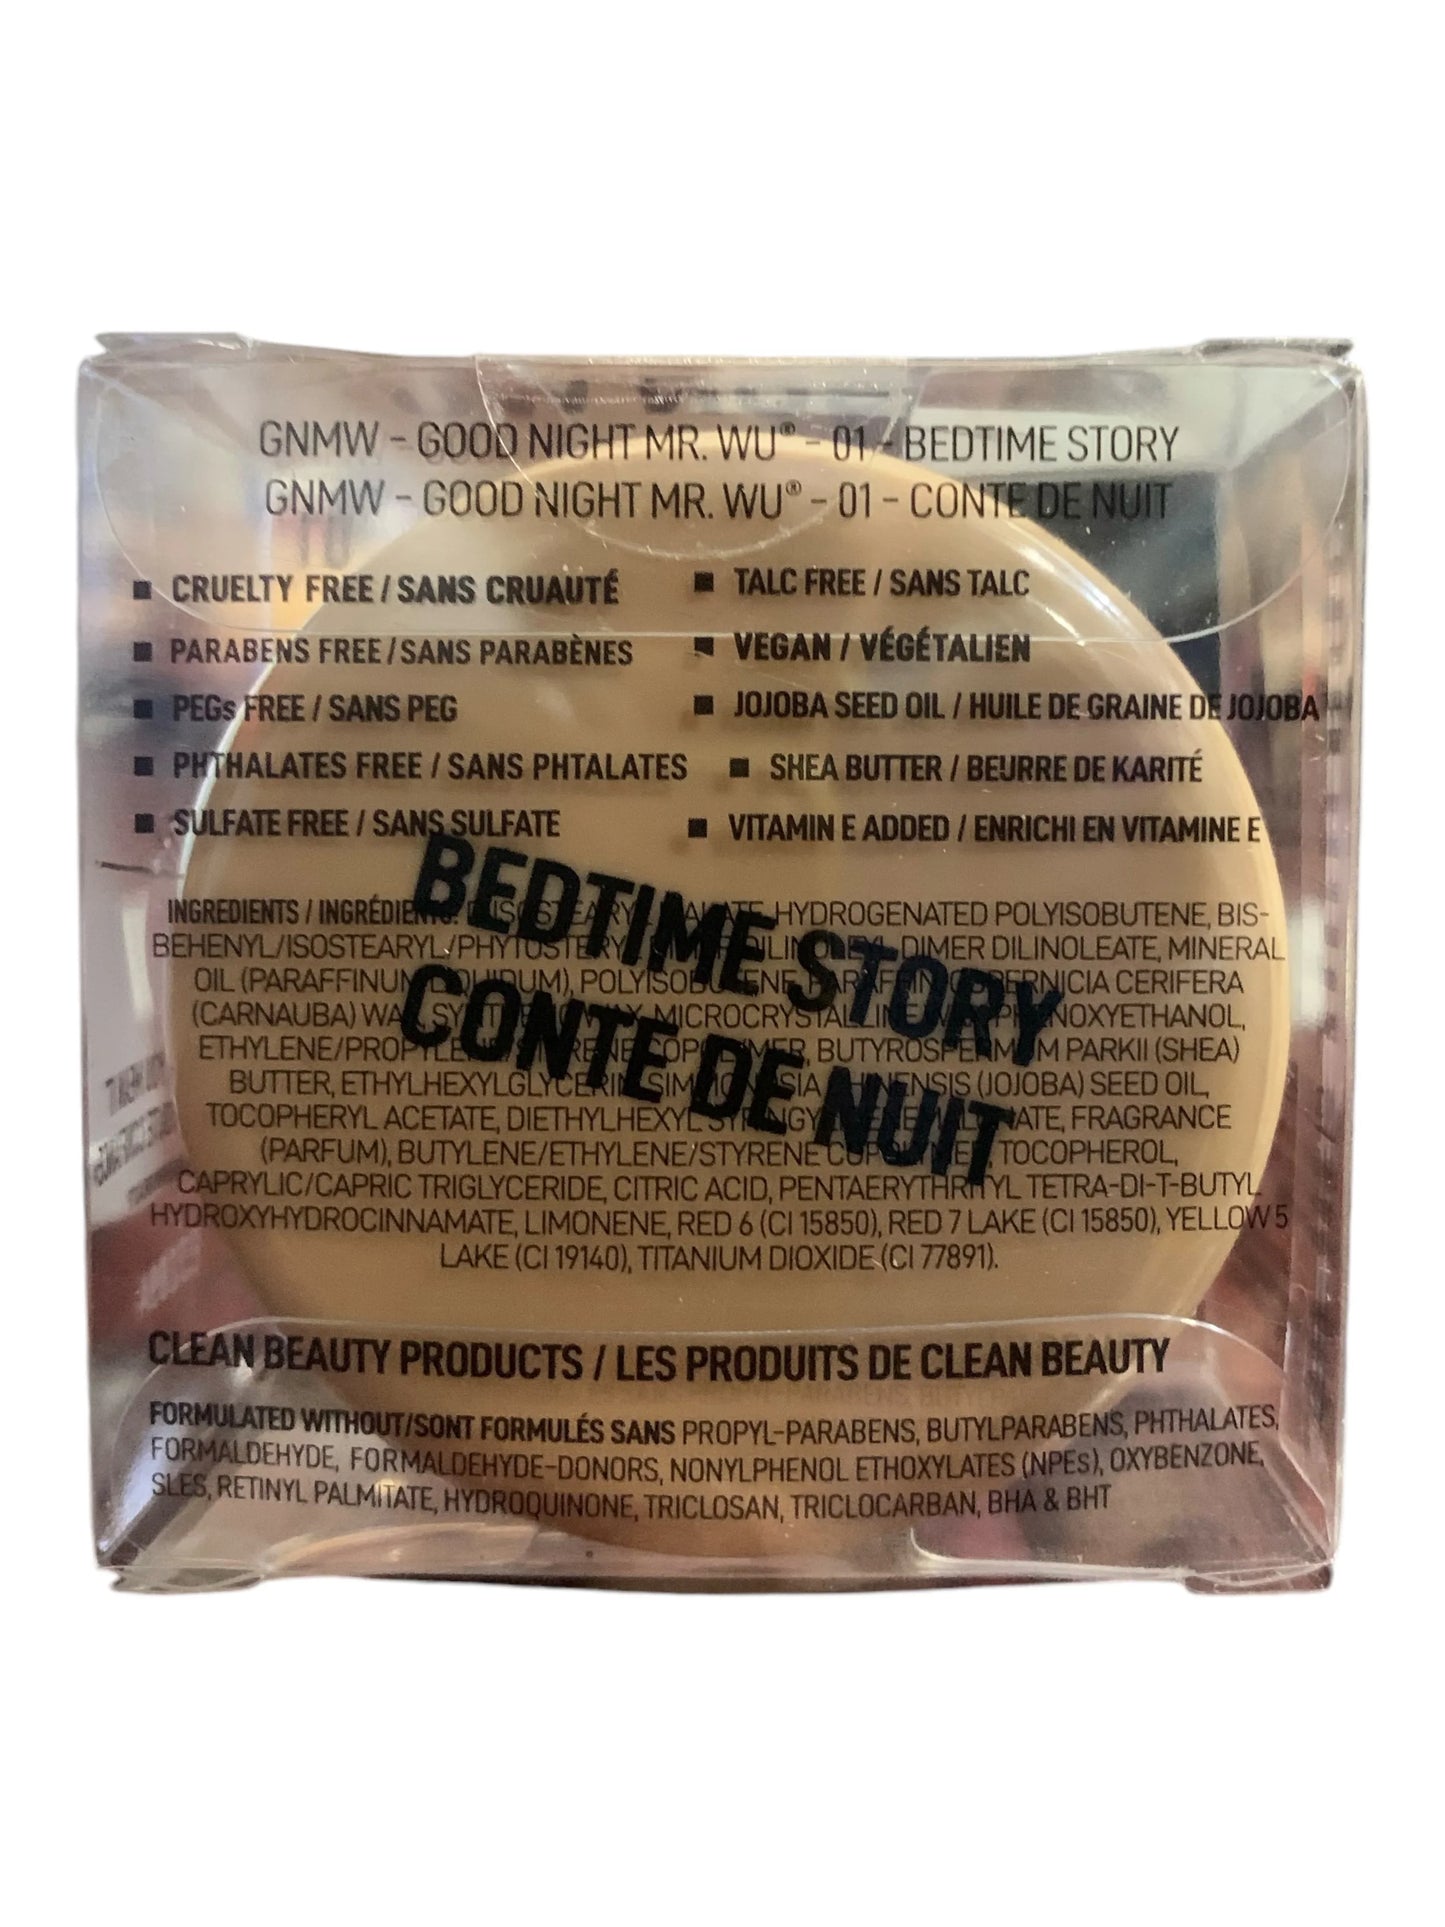 GNMW – GOOD NIGHT MR. WU® – 01 – BEDTIME STORY
GNMW – GOOD NIGHT MR. WU® – 01 – CONTE DE NUIT
■ CRUELTY FREE / SANS CRUAUTÉ
■ PARABENS FREE / SANS PARABÈNES
■ PEGs FREE / SANS PEG
■ PHTHALATES FREE / SANS PHTALATES
■ SULFATE FREE / SANS SULFATE
■ TALC FREE / SANS TALC
■ VEGAN / VÉGÉTALIEN
■ JOJOBA SEED OIL / HUILE DE GRAINE DE JOJOBA
■ SHEA BUTTER / BEURRE DE KARITÉ
■ VITAMIN E ADDED / ENRICHI EN VITAMINE E
BEDTIME STORY
CONTE DE NUIT
INGREDIENTS / INGRÉDIENTS: HYDROGENATED POLYISOBUTENE, BIS-
BEHENYL/ISOSTEARYL/PHYTOSTERYL DIMER DILINOLEYL DIMER DILINOLEATE, MINERAL
OIL (PARAFFINUM LIQUIDUM), POLYISOBUTENE, PARAFFIN, COPERNICIA CERIFERA
(CARNAUBA) WAX, SYNTHETIC WAX, MICROCRYSTALLINE WAX, PHENOXYETHANOL,
ETHYLENE/PROPYLENE/STYRENE COPOLYMER, BUTYROSPERMUM PARKII (SHEA)
BUTTER, ETHYLHEXYLGLYCERIN, SIMMONDSIA CHINENSIS (JOJOBA) SEED OIL,
TOCOPHERYL ACETATE, DIETHYLHEXYL SYRINGYLIDENEMALONATE, FRAGRANCE
(PARFUM), BUTYLENE/ETHYLENE/STYRENE COPOLYMER, TOCOPHEROL,
CAPRYLIC/CAPRIC TRIGLYCERIDE, CITRIC ACID, PENTAERYTHRITYL TETRA-DI-T-BUTYL
HYDROXYHYDROCINNAMATE, LIMONENE, RED 6 (CI 15850), RED 7 LAKE (CI 15850), YELLOW 5
LAKE (CI 19140), TITANIUM DIOXIDE (CI 77891).
CLEAN BEAUTY PRODUCTS / LES PRODUITS DE CLEAN BEAUTY
FORMULATED WITHOUT/SONT FORMULÉS SANS PROPYL-PARABENS, BUTYLPARABENS, PHTHALATES,
FORMALDEHYDE, FORMALDEHYDE-DONORS, NONYLPHENOL ETHOXYLATES (NPEs), OXYBENZONE,
SLES, RETINYL PALMITATE, HYDROQUINONE, TRICLOSAN, TRICLOCARBAN, BHA & BHT